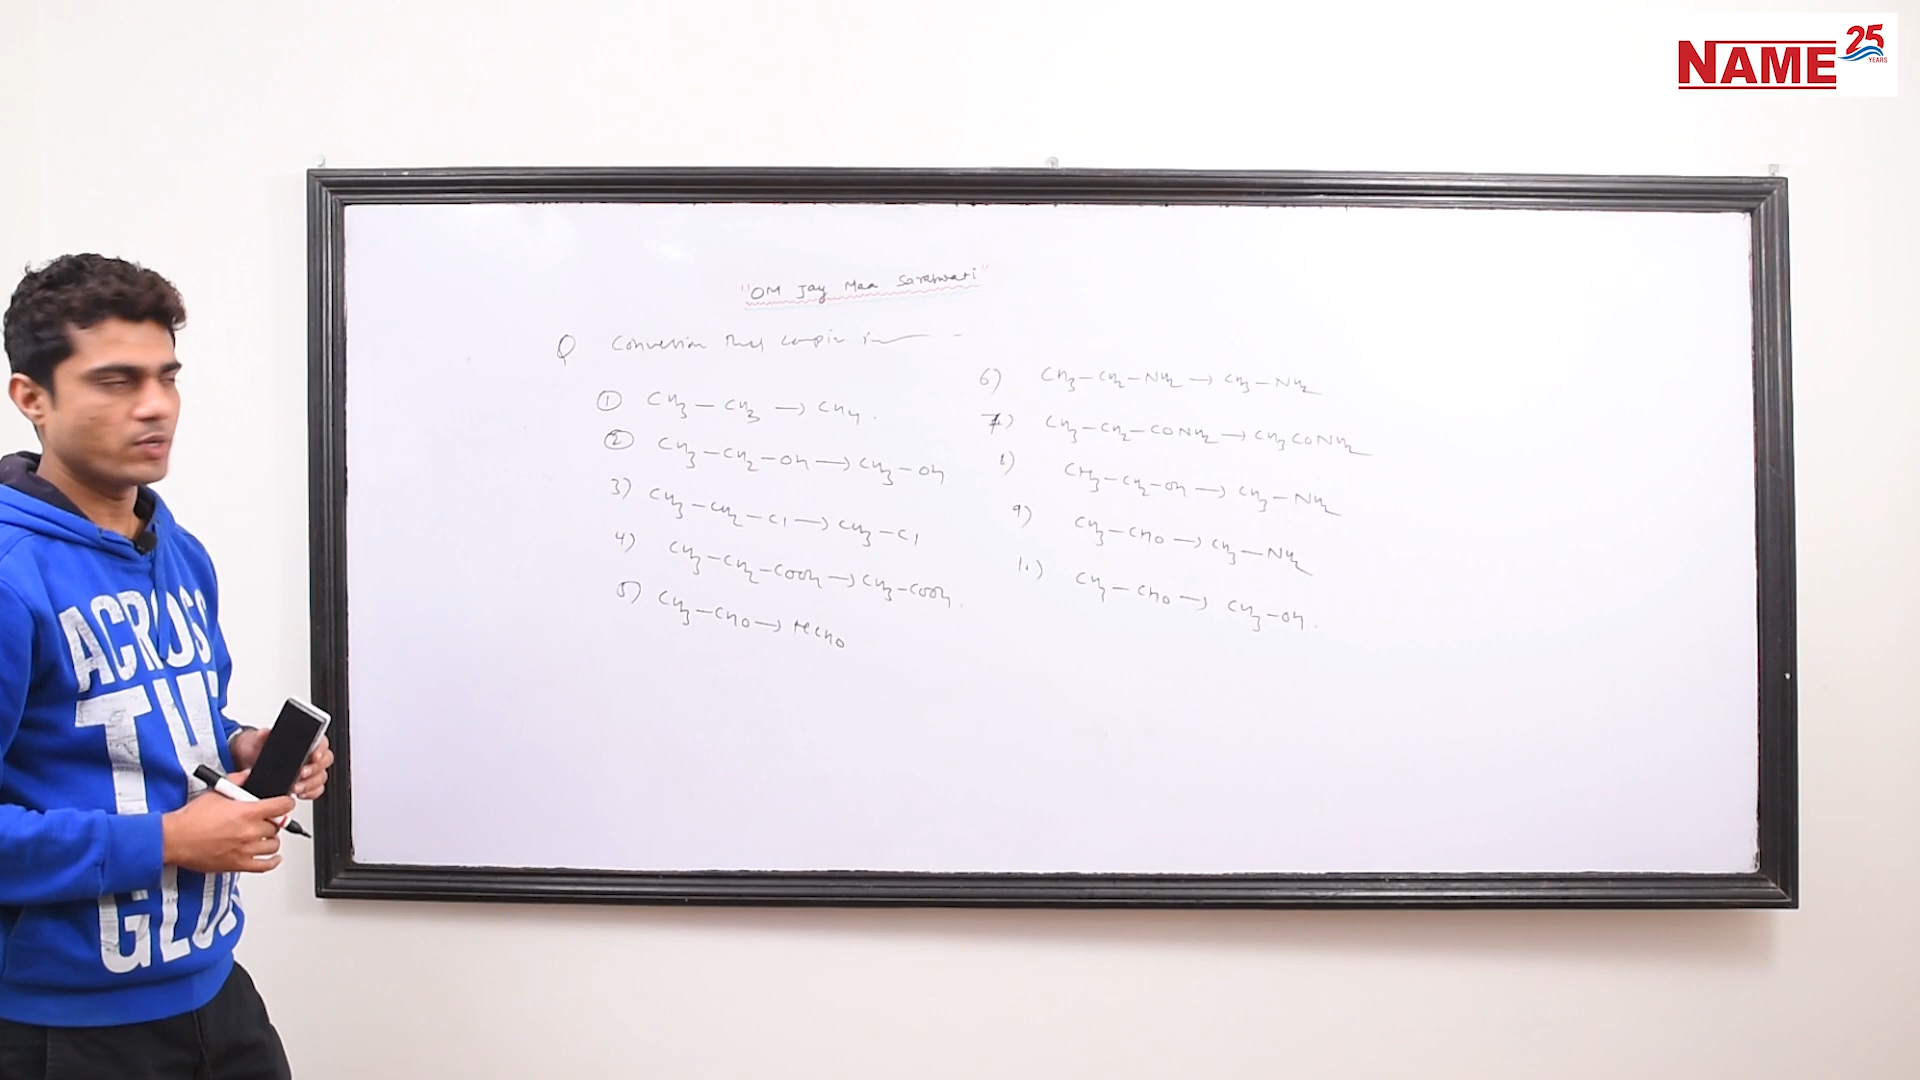 NAME 25 YEARS
"OM Jay Maa Saraswati"
Q Conversion
① CH3 – CH3 → CH4 .
② CH3 – CH2 – OH → CH3 – OH
3) CH3 – CH2 – Cl → CH3 – Cl
4) CH3 – CH2 – COOH → CH3 – COOH .
5) CH3 – CHO → HCHO
6) CH3 – CH2 – NH2 → CH3 – NH2
7) CH3 – CH2 – CONH2 → CH3CONH2
8) CH3 – CH2 – OH → CH3 – NH2
9) CH3 – CHO → CH3 – NH2
10) CH3 – CHO → CH3 – OH .
ACROSS
THE
GLOB